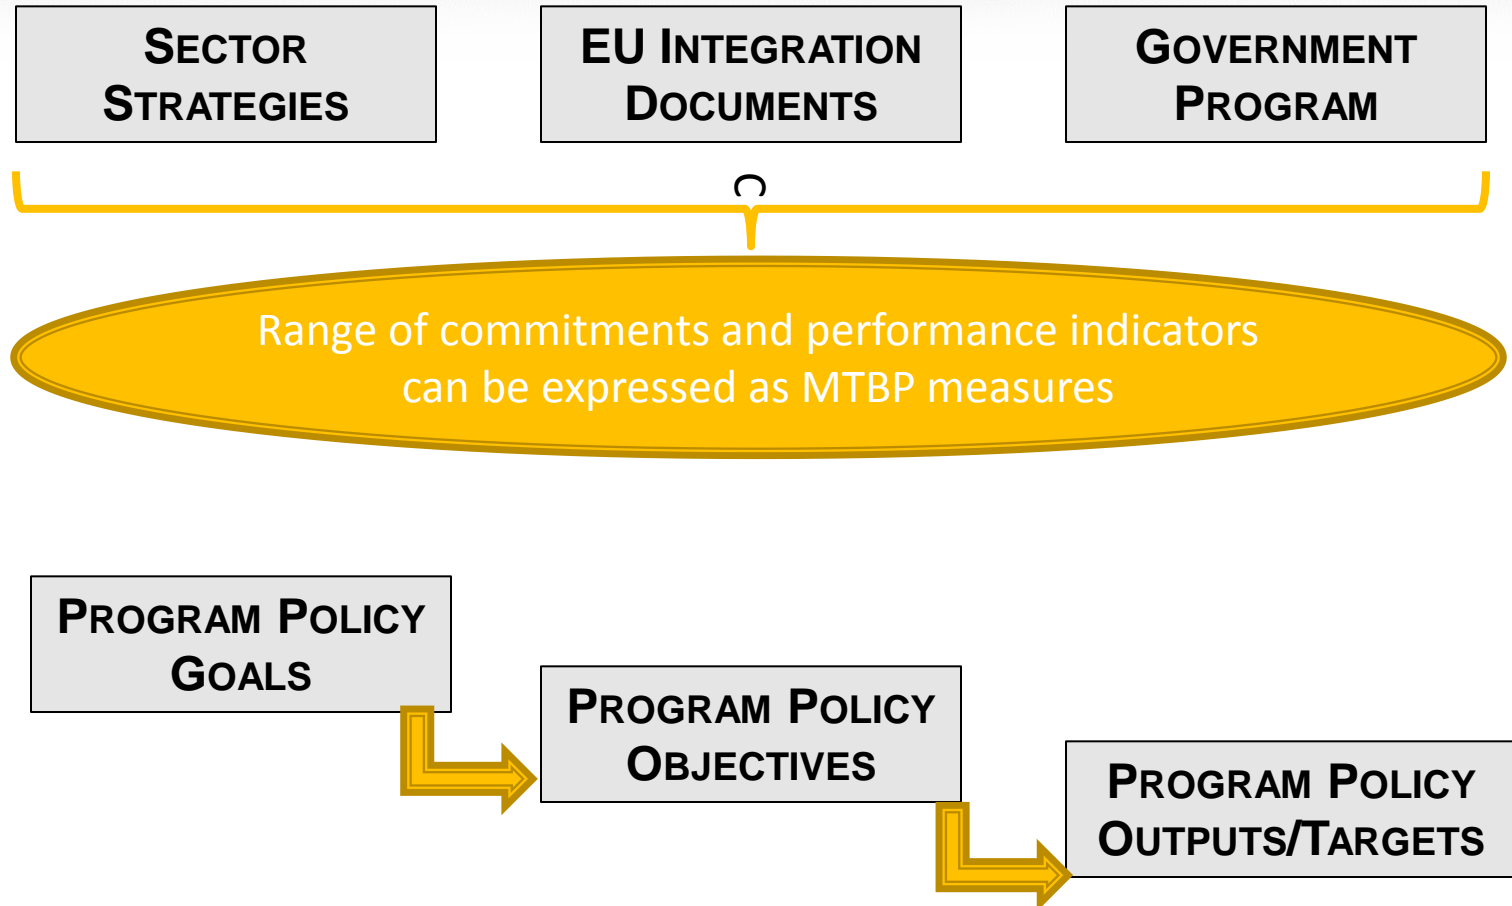 SECTOR
STRATEGIES
EU INTEGRATION
DOCUMENTS
GOVERNMENT
PROGRAM
Range of commitments and performance indicators
can be expressed as MTBP measures
PROGRAM POLICY
GOALS
PROGRAM POLICY
OBJECTIVES
PROGRAM POLICY
OUTPUTS/TARGETS